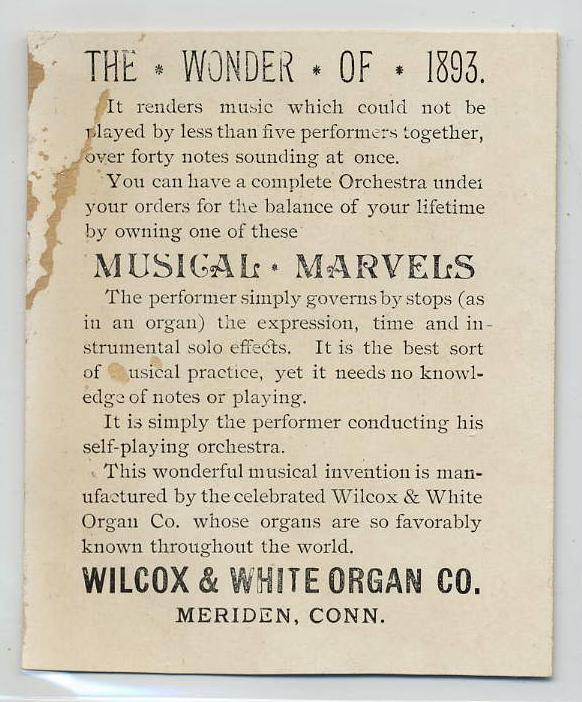 THE * WONDER * OF * 1893.
It renders music which could not be
played by less than five performers together,
over forty notes sounding at once.
You can have a complete Orchestra under
your orders for the balance of your lifetime
by owning one of these
MUSICAL * MARVELS
The performer simply governs by stops (as
in an organ) the expression, time and in-
strumental solo effects. It is the best sort
of usical practice, yet it needs no knowl-
edge of notes or playing.
It is simply the performer conducting his
self-playing orchestra.
This wonderful musical invention is man-
ufactured by the celebrated Wilcox & White
Organ Co. whose organs are so favorably
known throughout the world.
WILCOX & WHITE ORGAN CO.
MERIDEN, CONN.